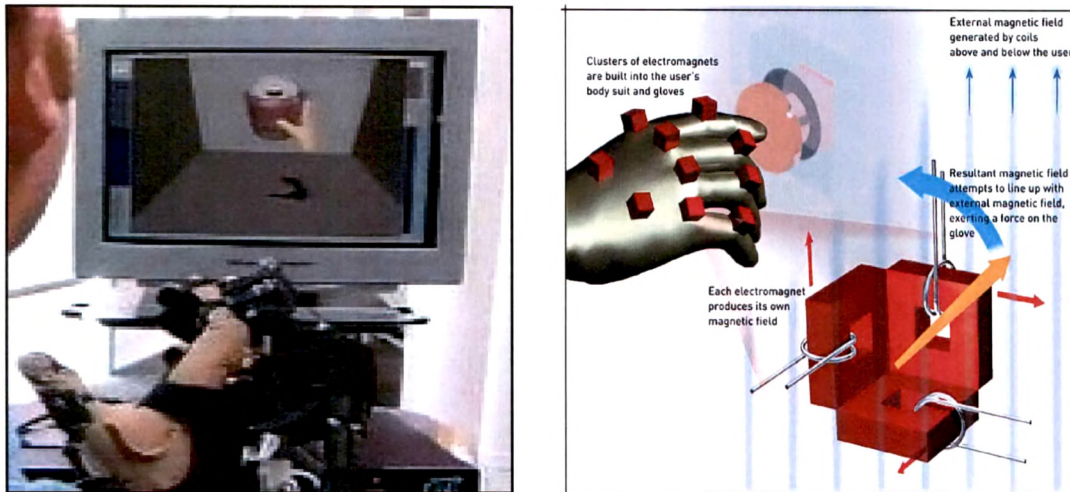 Clusters of electromagnets
are built into the user's
body suit and gloves
External magnetic field
generated by coils
above and below the user
Resultant magnetic field
attempts to line up with
external magnetic field,
exerting a force on the
glove
Each electromagnet
produces its own
magnetic field